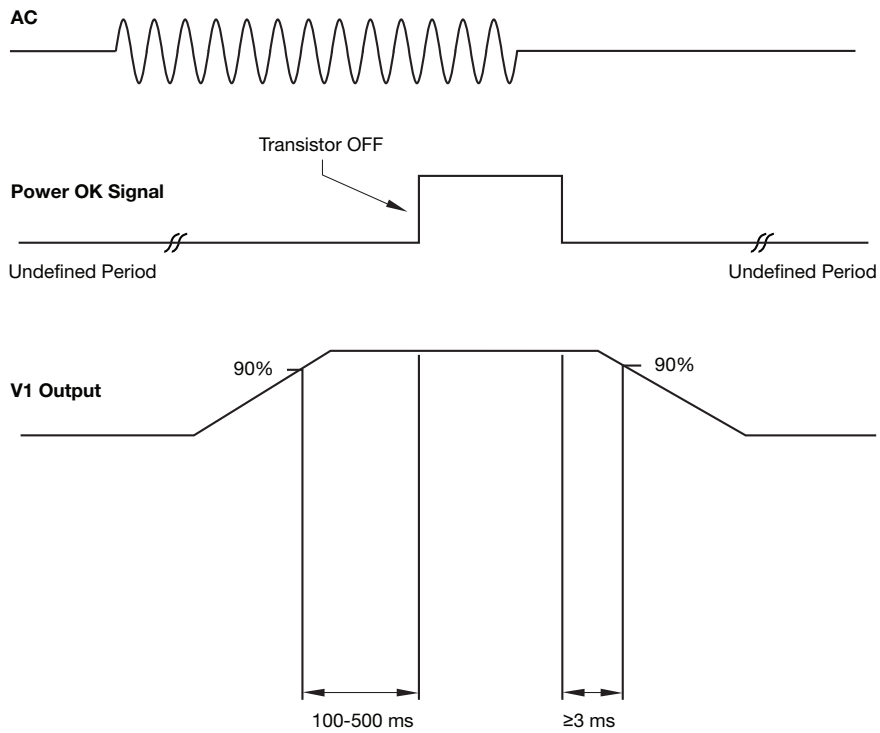 AC
Transistor OFF
Power OK Signal
Undefined Period
Undefined Period
90%
90%
V1 Output
100-500 ms
≥3 ms